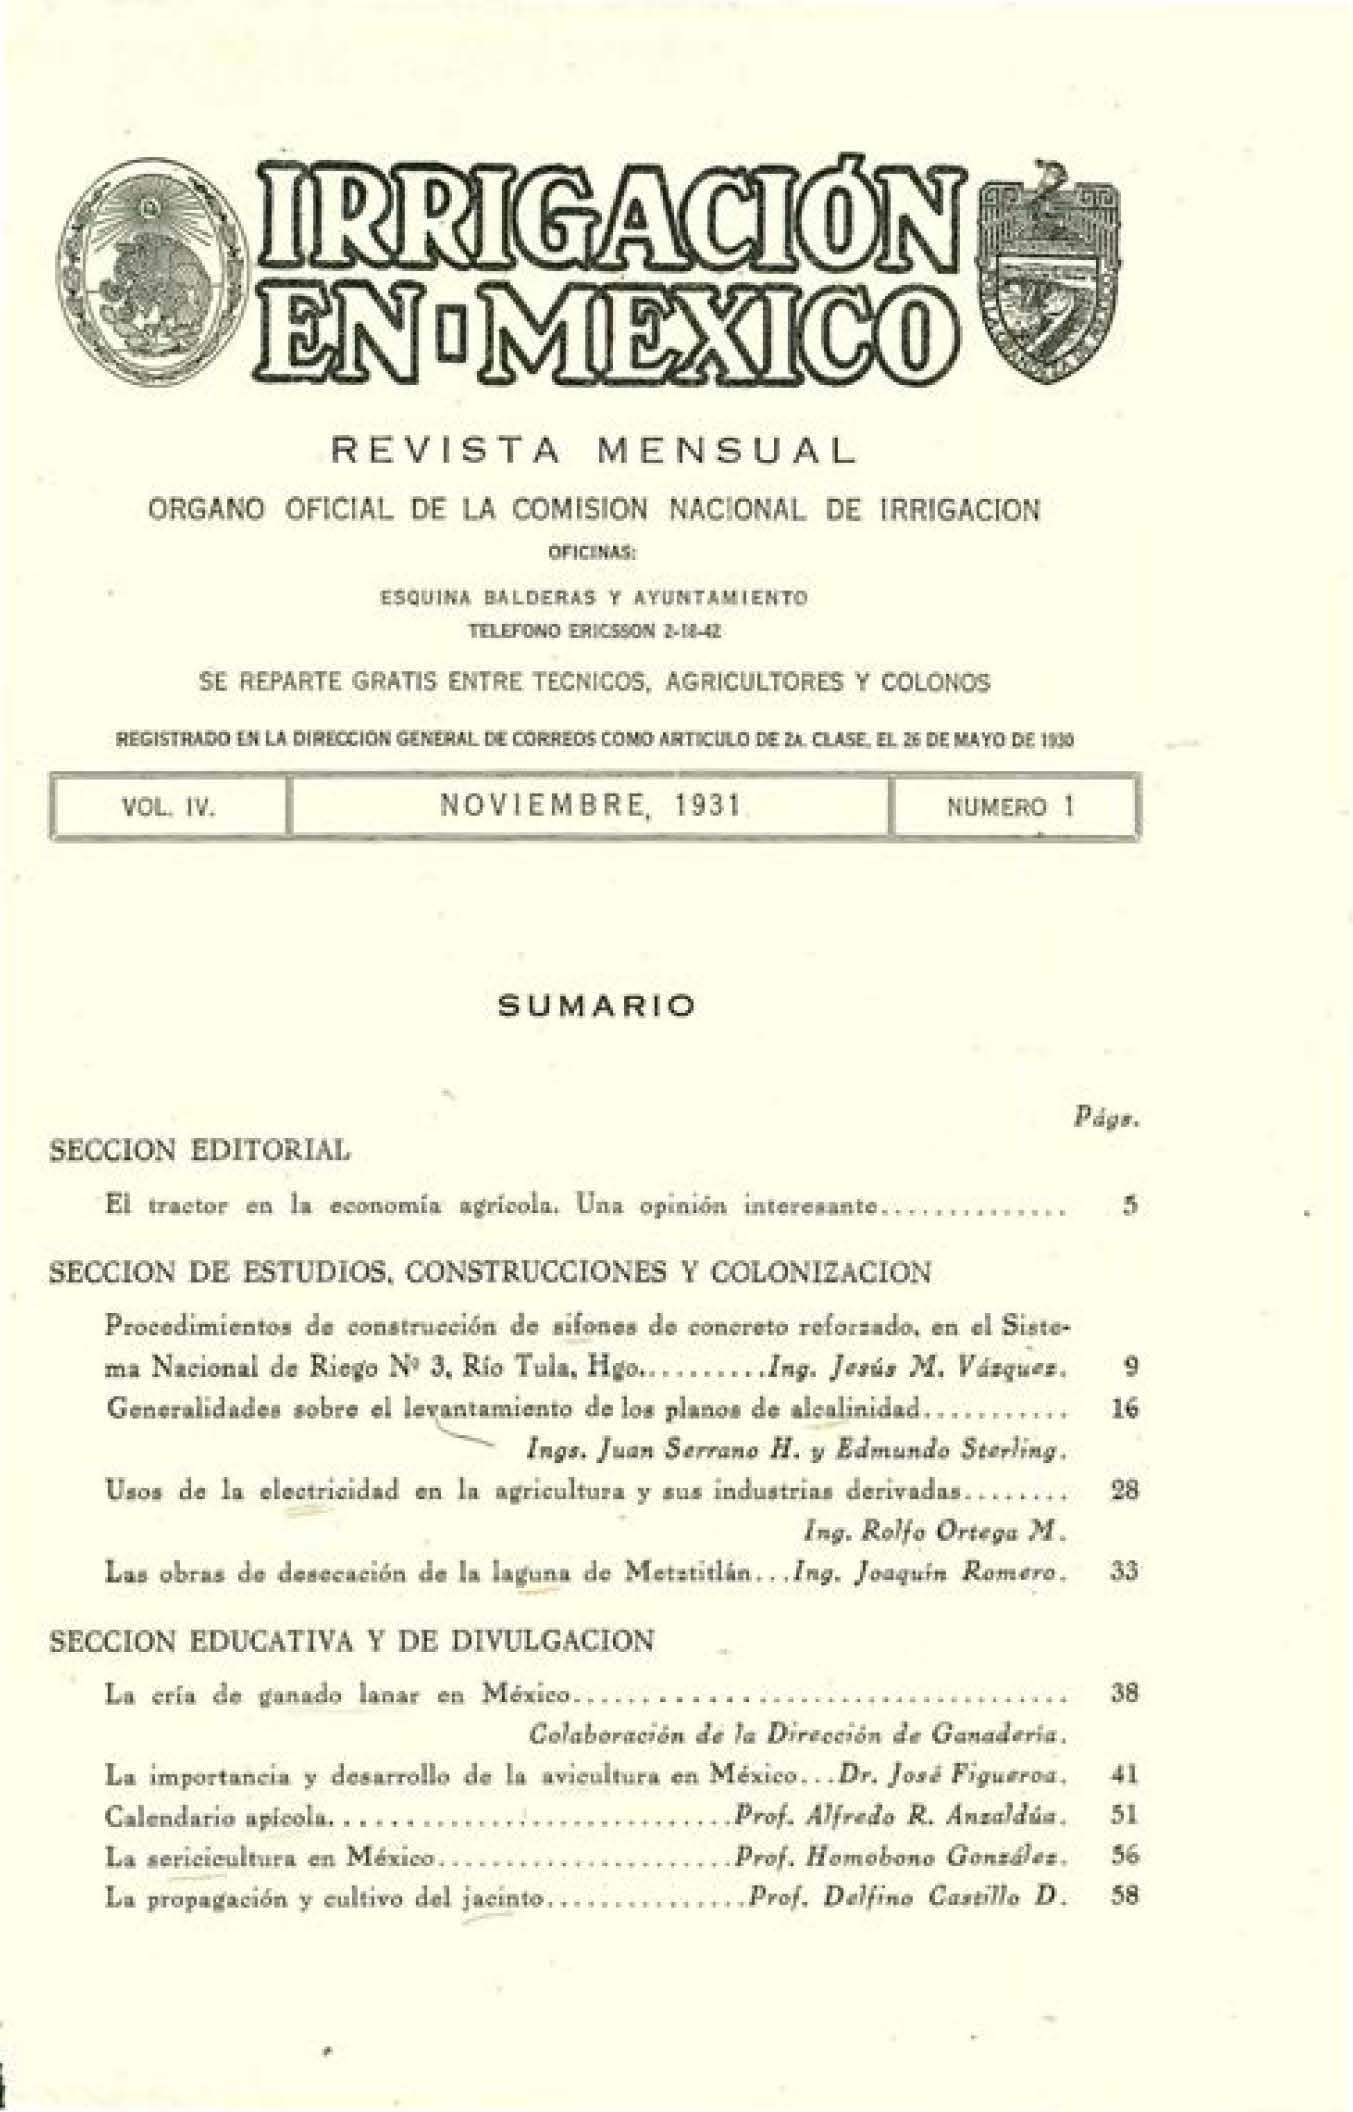 IRRIGACIÓN
EN MEXICO
REVISTA MENSUAL
ORGANO OFICIAL DE LA COMISION NACIONAL DE IRRIGACION
OFICINAS:
ESQUINA BALDERAS Y AYUNTAMIENTO
TELEFONO ERICSSON 2-18-42
SE REPARTE GRATIS ENTRE TECNICOS, AGRICULTORES Y COLONOS
REGISTRADO EN LA DIRECCION GENERAL DE CORREOS COMO ARTICULO DE 2A. CLASE, EL 26 DE MAYO DE 1930
VOL. IV. NOVIEMBRE, 1931 NUMERO 1
SUMARIO
Págs.
SECCION EDITORIAL
El tractor en la economía agrícola. Una opinión interesante.............. 5
SECCION DE ESTUDIOS, CONSTRUCCIONES Y COLONIZACION
Procedimientos de construcción de sifones de concreto reforzado, en el Siste-
ma Nacional de Riego Nº 3, Río Tula, Hgo..........Ing. Jesús M. Vázquez. 9
Generalidades sobre el levantamiento de los planos de alcalinidad........... 16
Ings. Juan Serrano H. y Edmundo Sterling.
Usos de la electricidad en la agricultura y sus industrias derivadas........ 28
Ing. Rolfo Ortega M.
Las obras de desecación de la laguna de Metztitlán...Ing. Joaquín Romero. 33
SECCION EDUCATIVA Y DE DIVULGACION
La cría de ganado lanar en México..................................... 38
Colaboración de la Dirección de Ganadería.
La importancia y desarrollo de la avicultura en México...Dr. José Figueroa. 41
Calendario apícola..............................Prof. Alfredo R. Anzaldúa. 51
La sericicultura en México......................Prof. Homobono González. 56
La propagación y cultivo del jacinto...............Prof. Delfino Castillo D. 58